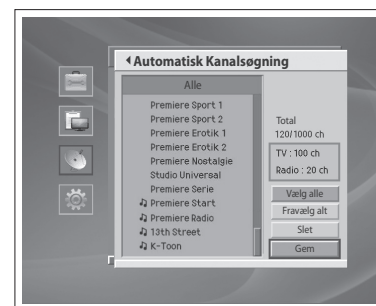 Automatisk Kanalsøgning
Alle
Premiere Sport 1
Premiere Sport 2
Premiere Erotik 1
Premiere Erotik 2
Premiere Nostalgie
Studio Universal
Premiere Serie
Premiere Start
Premiere Radio
13th Street
K-Toon
Total
120/1000 ch
TV : 100 ch
Radio : 20 ch
Vælg alle
Fravælg alt
Slet
Gem